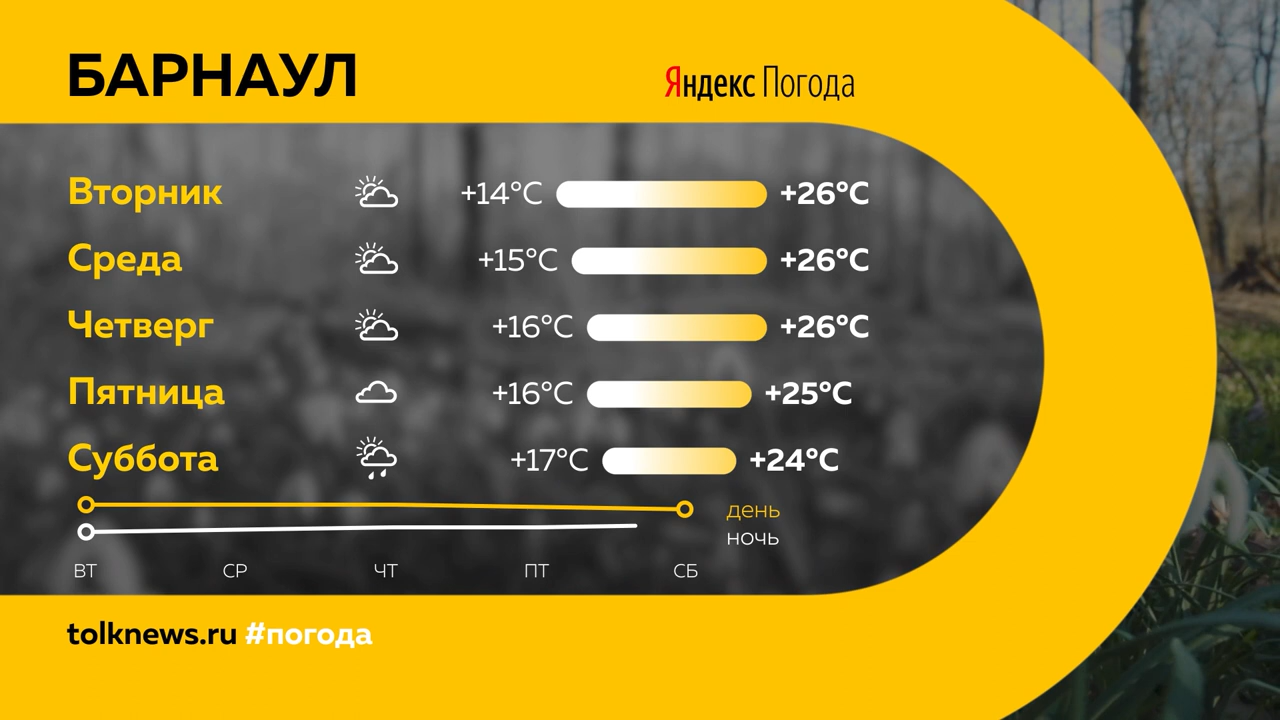 БАРНАУЛ
Яндекс Погода
Вторник +14°C +26°C
Среда +15°C +26°C
Четверг +16°C +26°C
Пятница +16°C +25°C
Суббота +17°C +24°C
день
ночь
ВТ СР ЧТ ПТ СБ
tolknews.ru #погода